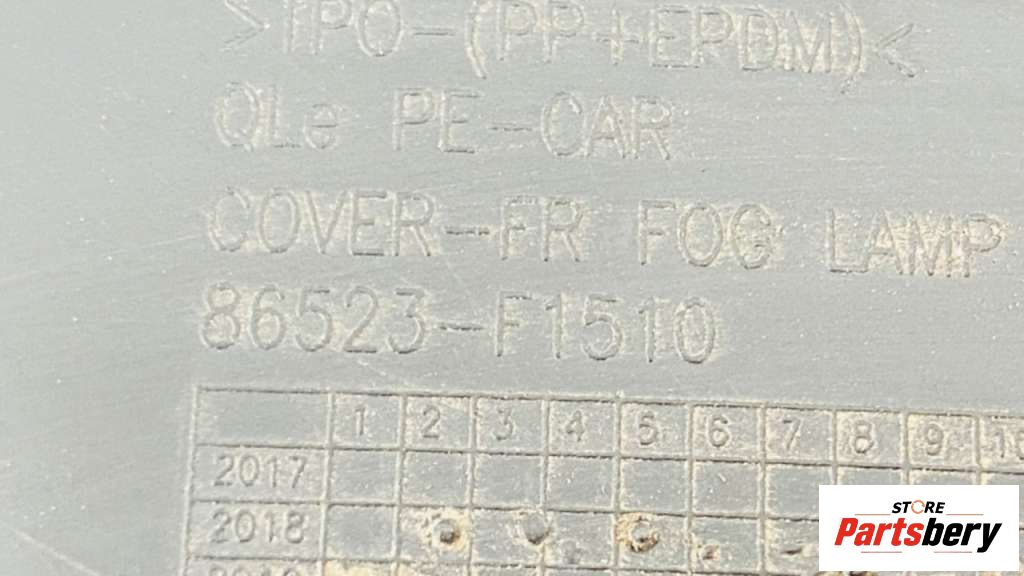 >TPO-(PP+EPDM)<
QLe PE-CAR
COVER-FR FOG LAMP
86523-F1510
1 2 3 4 5 6 7 8 9 10
2017
2018
STORE
Partsbery